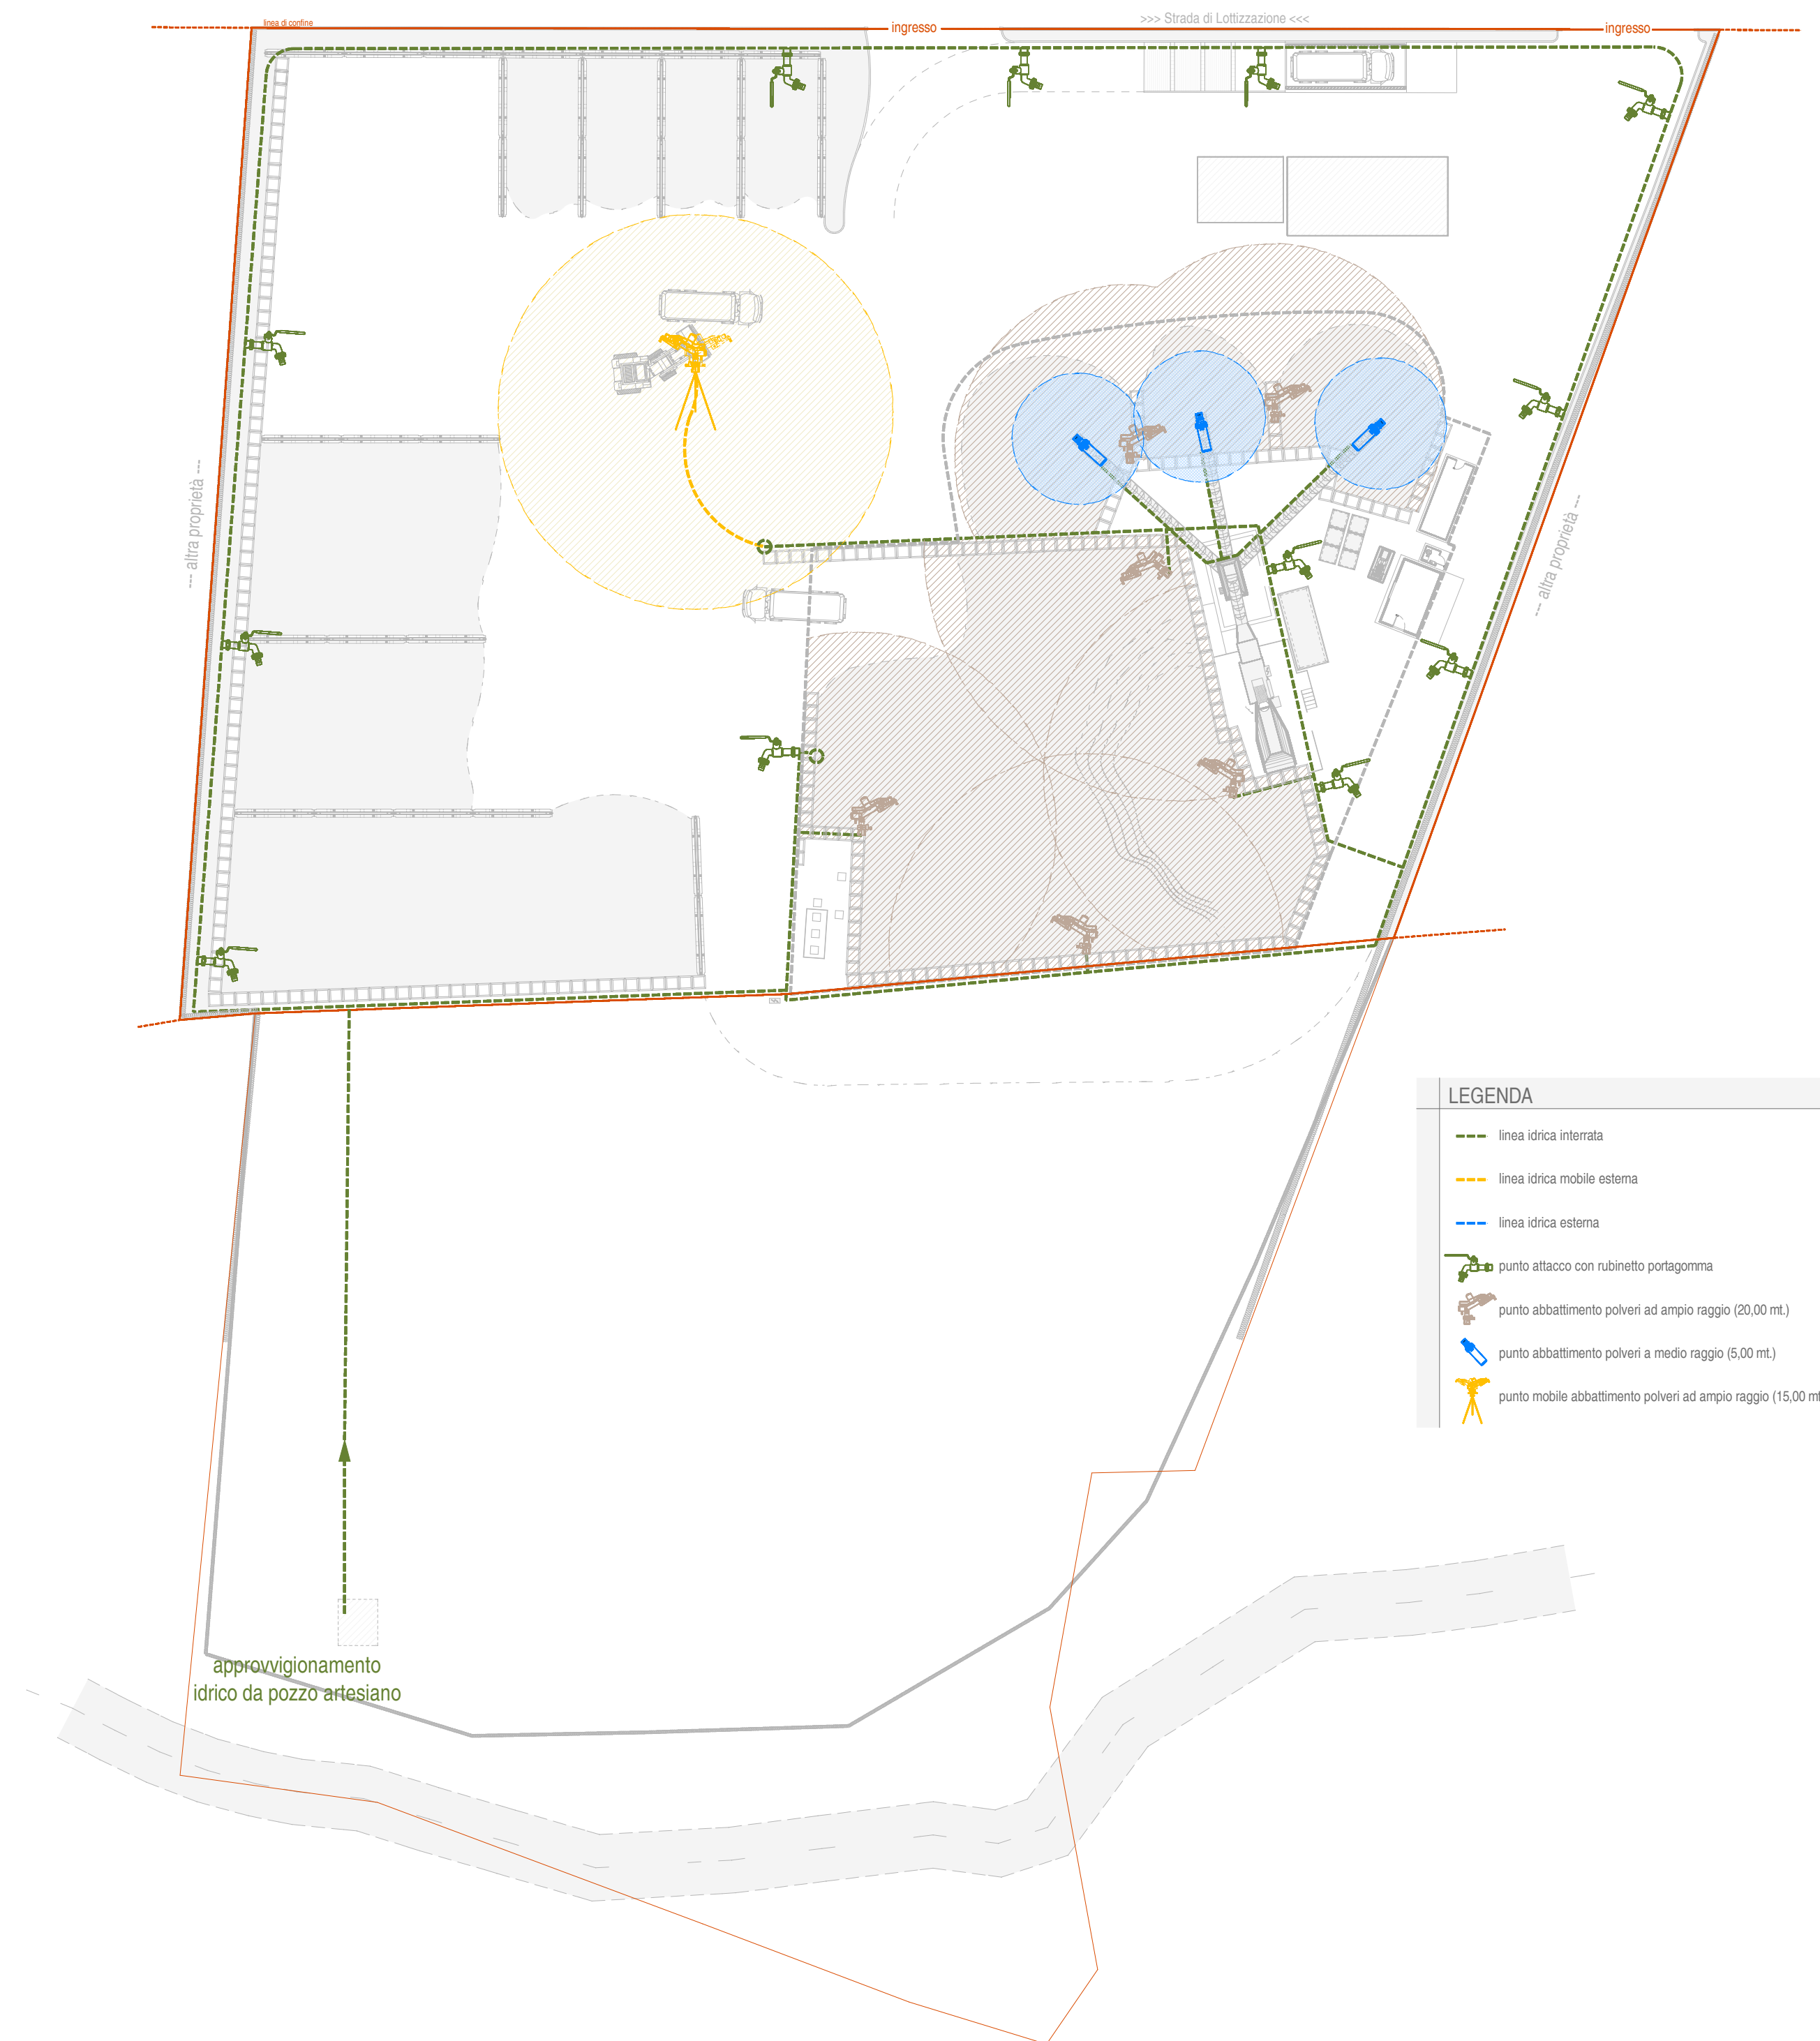 linea di confine
ingresso
>>> Strada di Lottizzazione <<<
ingresso
--- altra proprietà ---
--- altra proprietà ---
LEGENDA
linea idrica interrata
linea idrica mobile esterna
linea idrica esterna
punto attacco con rubinetto portagomma
punto abbattimento polveri ad ampio raggio (20,00 mt.)
punto abbattimento polveri a medio raggio (5,00 mt.)
punto mobile abbattimento polveri ad ampio raggio (15,00 mt
approvvigionamento
idrico da pozzo artesiano